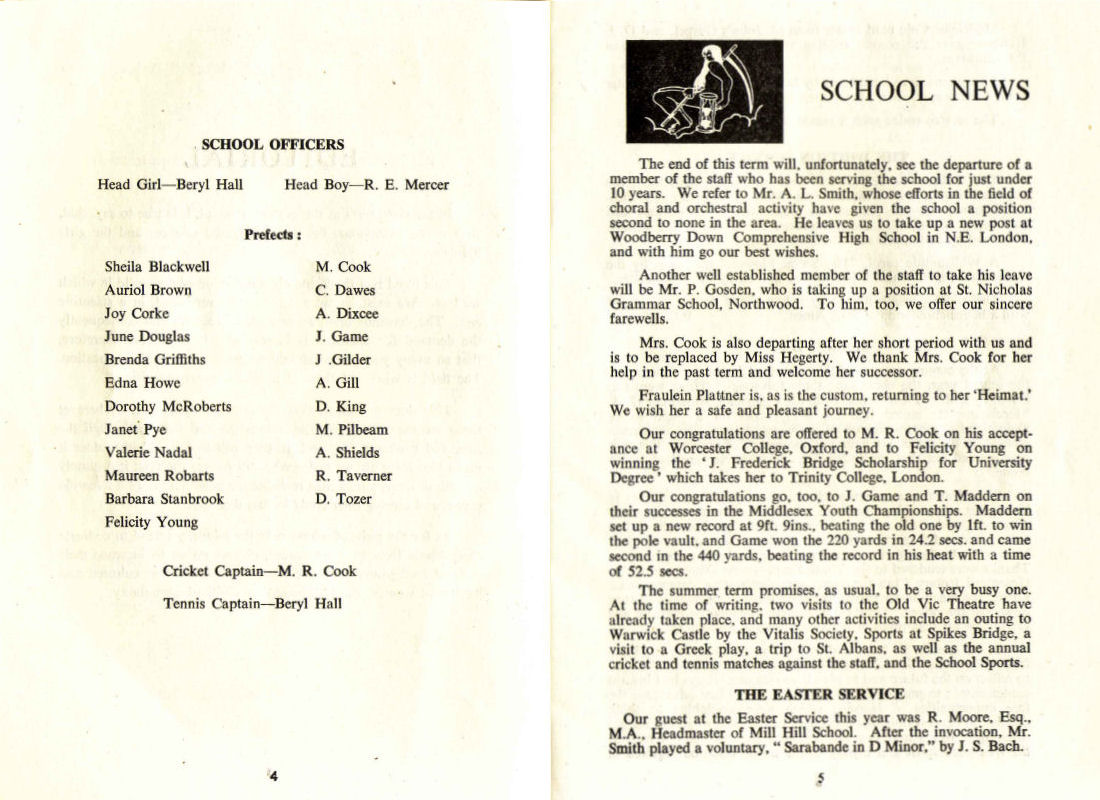 SCHOOL OFFICERS
Head Girl—Beryl Hall Head Boy—R. E. Mercer
Prefects :
Sheila Blackwell M. Cook
Auriol Brown C. Dawes
Joy Corke A. Dixcee
June Douglas J. Game
Brenda Griffiths J .Gilder
Edna Howe A. Gill
Dorothy McRoberts D. King
Janet Pye M. Pilbeam
Valerie Nadal A. Shields
Maureen Robarts R. Taverner
Barbara Stanbrook D. Tozer
Felicity Young
Cricket Captain—M. R. Cook
Tennis Captain—Beryl Hall
4
SCHOOL NEWS
The end of this term will, unfortunately, see the departure of a
member of the staff who has been serving the school for just under
10 years. We refer to Mr. A. L. Smith, whose efforts in the field of
choral and orchestral activity have given the school a position
second to none in the area. He leaves us to take up a new post at
Woodberry Down Comprehensive High School in N.E. London,
and with him go our best wishes.
Another well established member of the staff to take his leave
will be Mr. P. Gosden, who is taking up a position at St. Nicholas
Grammar School, Northwood. To him, too, we offer our sincere
farewells.
Mrs. Cook is also departing after her short period with us and
is to be replaced by Miss Hegerty. We thank Mrs. Cook for her
help in the past term and welcome her successor.
Fraulein Plattner is, as is the custom, returning to her ‘Heimat.’
We wish her a safe and pleasant journey.
Our congratulations are offered to M. R. Cook on his accept-
ance at Worcester College, Oxford, and to Felicity Young on
winning the ‘ J. Frederick Bridge Scholarship for University
Degree ’ which takes her to Trinity College, London.
Our congratulations go, too, to J. Game and T. Maddern on
their successes in the Middlesex Youth Championships. Maddern
set up a new record at 9ft. 9ins., beating the old one by 1ft. to win
the pole vault, and Game won the 220 yards in 24.2 secs. and came
second in the 440 yards, beating the record in his heat with a time
of 52.5 secs.
The summer term promises, as usual, to be a very busy one.
At the time of writing, two visits to the Old Vic Theatre have
already taken place, and many other activities include an outing to
Warwick Castle by the Vitalis Society, Sports at Spikes Bridge, a
visit to a Greek play, a trip to St. Albans, as well as the annual
cricket and tennis matches against the staff, and the School Sports.
THE EASTER SERVICE
Our guest at the Easter Service this year was R. Moore, Esq.,
M.A., Headmaster of Mill Hill School. After the invocation, Mr.
Smith played a voluntary, “ Sarabande in D Minor,” by J. S. Bach.
5